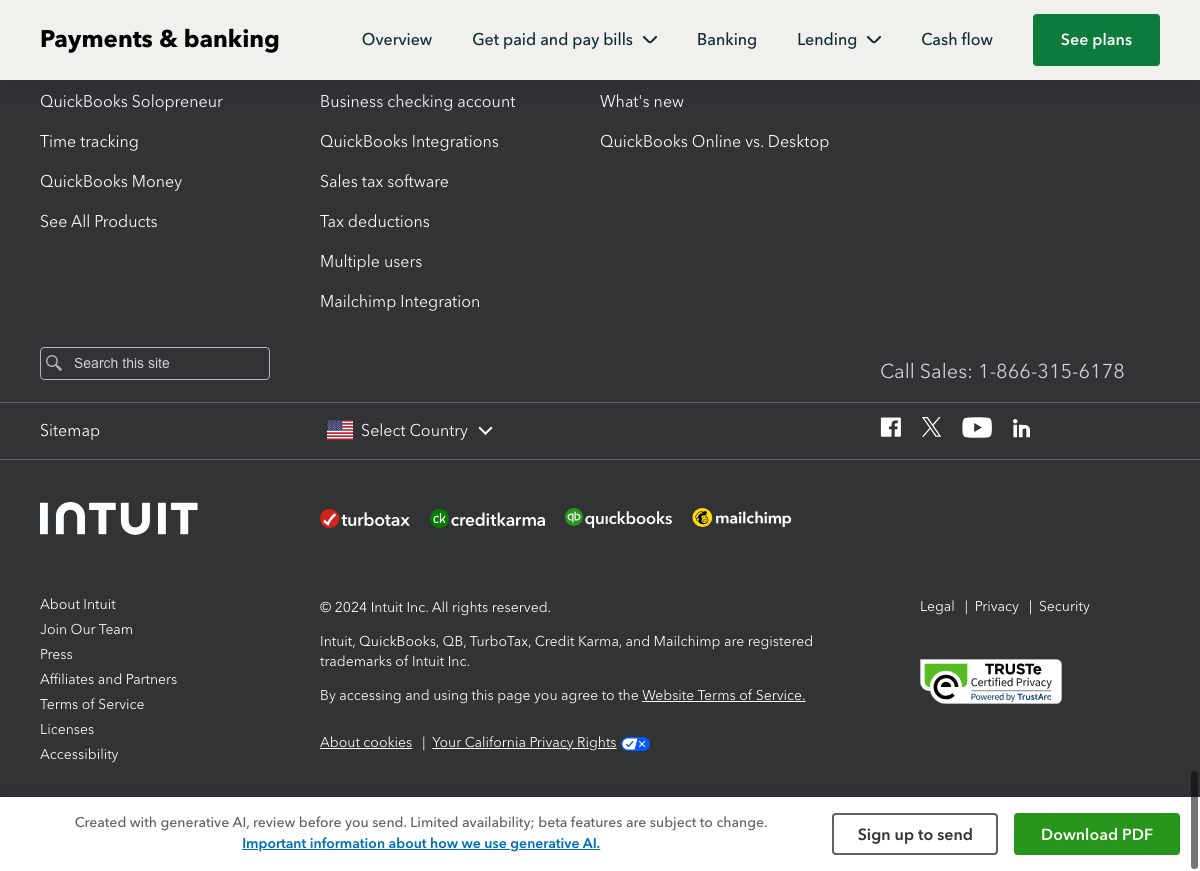 Payments & banking
Overview
Get paid and pay bills
Banking
Lending
Cash flow
See plans
QuickBooks Solopreneur
Time tracking
QuickBooks Money
See All Products
Business checking account
QuickBooks Integrations
Sales tax software
Tax deductions
Multiple users
Mailchimp Integration
What's new
QuickBooks Online vs. Desktop
Search this site
Call Sales: 1-866-315-6178
Sitemap
Select Country
INTUIT
turbotax
ck creditkarma
qb quickbooks
mailchimp
About Intuit
Join Our Team
Press
Affiliates and Partners
Terms of Service
Licenses
Accessibility
© 2024 Intuit Inc. All rights reserved.
Intuit, QuickBooks, QB, TurboTax, Credit Karma, and Mailchimp are registered
trademarks of Intuit Inc.
By accessing and using this page you agree to the Website Terms of Service.
About cookies | Your California Privacy Rights
Legal | Privacy | Security
TRUSTe
Certified Privacy
Powered by TrustArc
Created with generative AI, review before you send. Limited availability; beta features are subject to change.
Important information about how we use generative AI.
Sign up to send
Download PDF